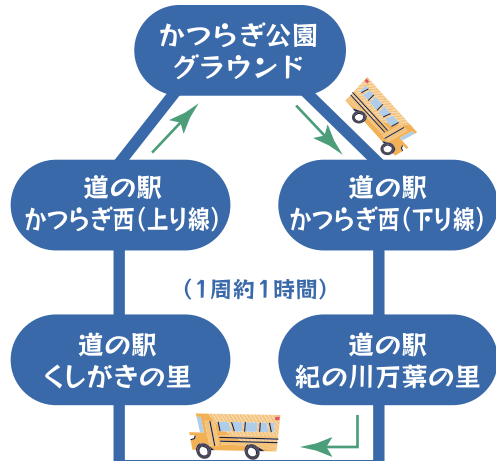 かつらぎ公園
グラウンド
道の駅
かつらぎ西(上り線)
道の駅
かつらぎ西(下り線)
(1周約1時間)
道の駅
くしがきの里
道の駅
紀の川万葉の里